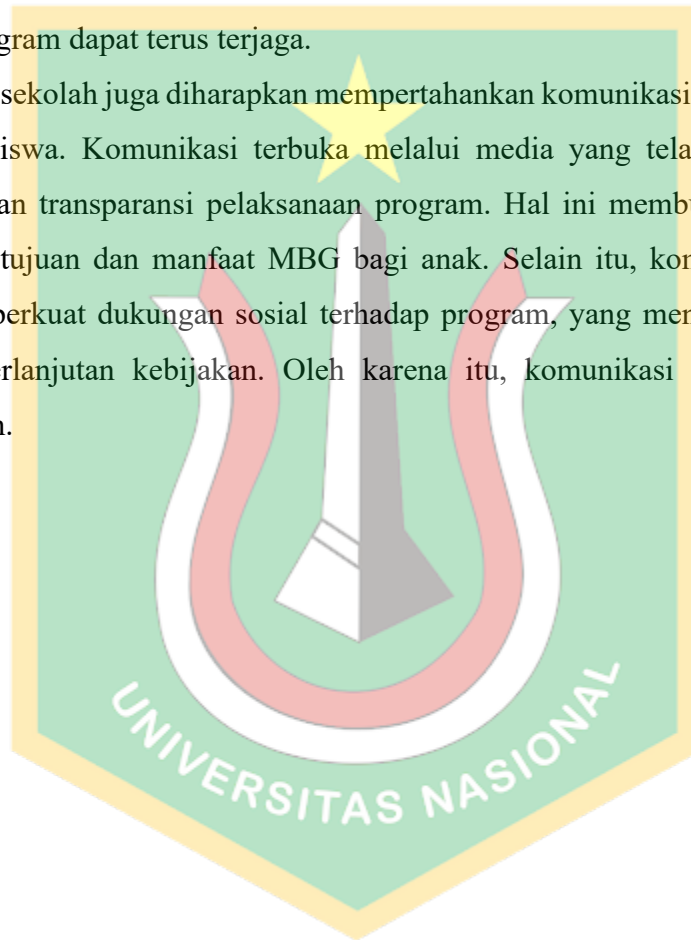 gram dapat terus terjaga.
sekolah juga diharapkan mempertahankan komunikasi
iswa. Komunikasi terbuka melalui media yang tela
an transparansi pelaksanaan program. Hal ini memb
tujuan dan manfaat MBG bagi anak. Selain itu, kon
perkuat dukungan sosial terhadap program, yang men
erlanjutan kebijakan. Oleh karena itu, komunikasi
n.
UNIVERSITAS NASIONAL